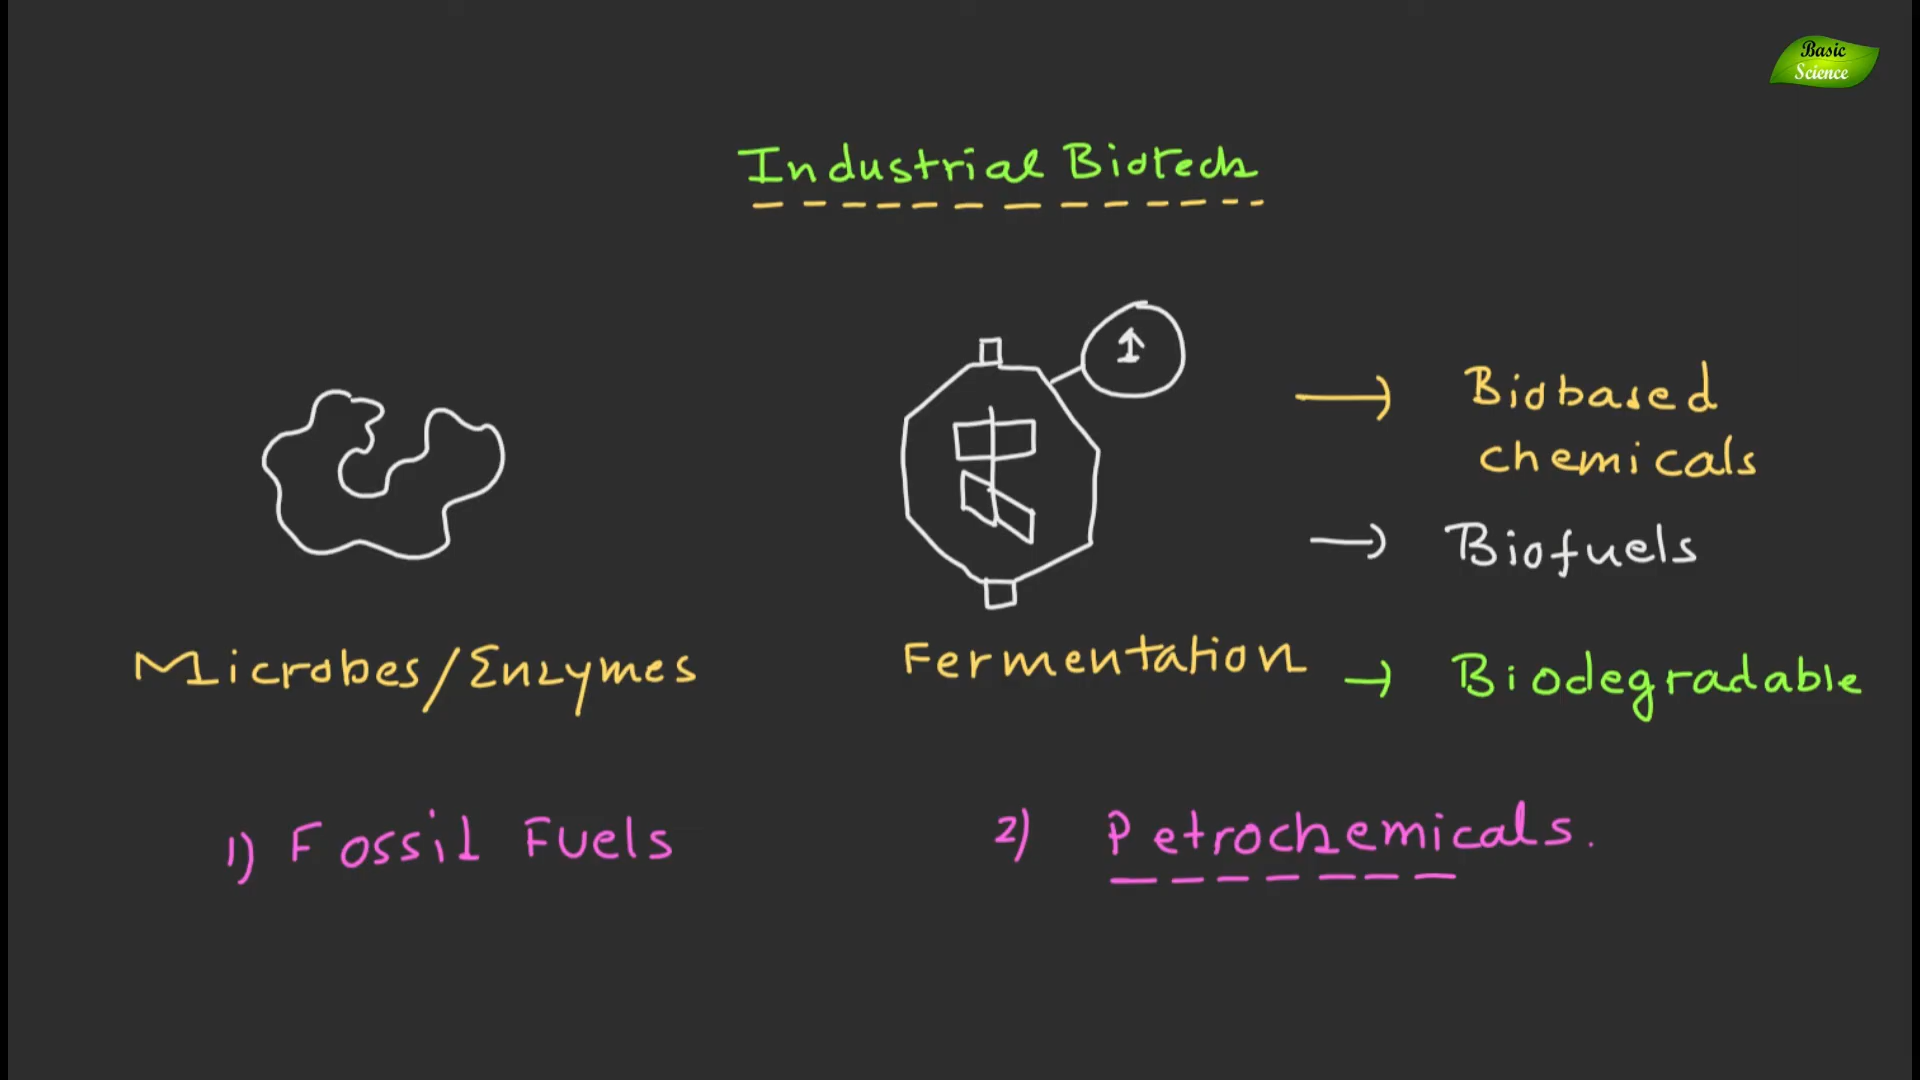 Basic
Science
Industrial Biotech
Biobased
chemicals
Biofuels
Microbes/Enzymes
Fermentation
Biodegradable
1) Fossil Fuels
2) Petrochemicals.